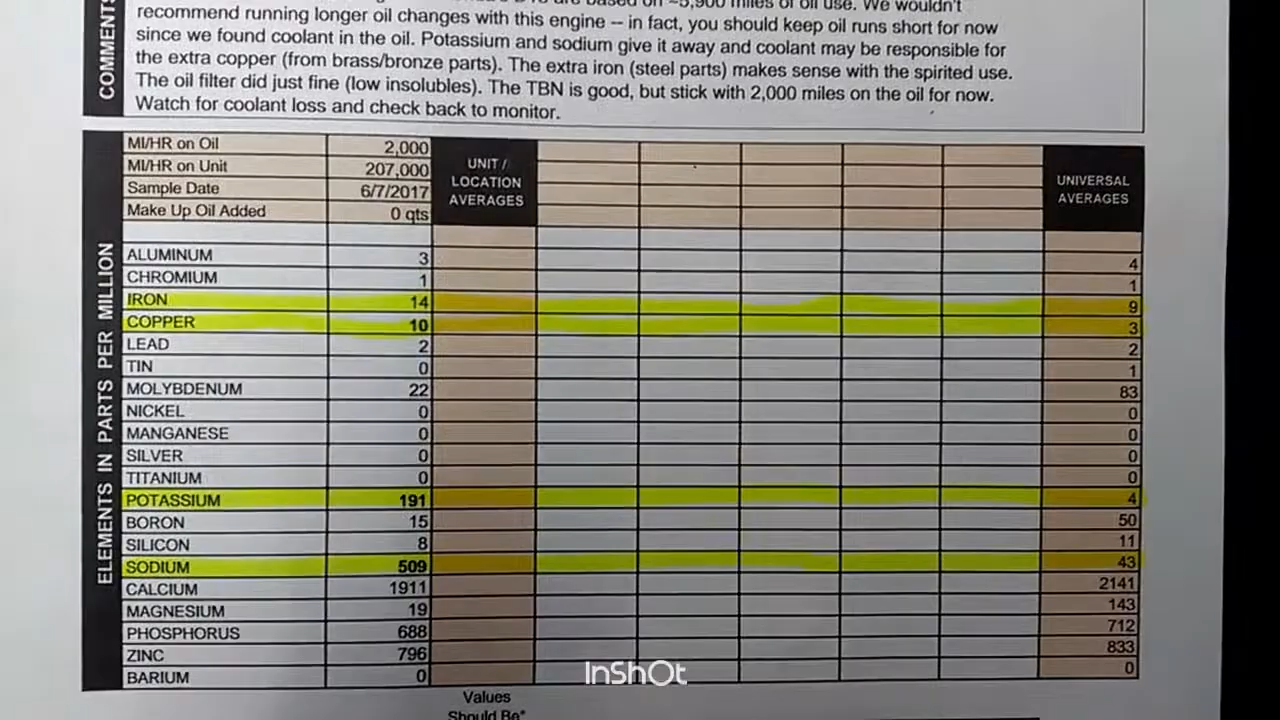 ~5,900 miles of oil use. We wouldn't
recommend running longer oil changes with this engine -- in fact, you should keep oil runs short for now
since we found coolant in the oil. Potassium and sodium give it away and coolant may be responsible for
the extra copper (from brass/bronze parts). The extra iron (steel parts) makes sense with the spirited use.
The oil filter did just fine (low insolubles). The TBN is good, but stick with 2,000 miles on the oil for now.
Watch for coolant loss and check back to monitor.
COMMENTS
MI/HR on Oil 2,000
MI/HR on Unit 207,000
Sample Date 6/7/2017
Make Up Oil Added 0 qts
UNIT /
LOCATION
AVERAGES
UNIVERSAL
AVERAGES
ELEMENTS IN PARTS PER MILLION
ALUMINUM 3 4
CHROMIUM 1 1
IRON 14 9
COPPER 10 3
LEAD 2 2
TIN 0 1
MOLYBDENUM 22 83
NICKEL 0 0
MANGANESE 0 0
SILVER 0 0
TITANIUM 0 0
POTASSIUM 191 4
BORON 15 50
SILICON 8 11
SODIUM 509 43
CALCIUM 1911 2141
MAGNESIUM 19 143
PHOSPHORUS 688 712
ZINC 796 833
BARIUM 0 0
InShOt
Values
Should Be*